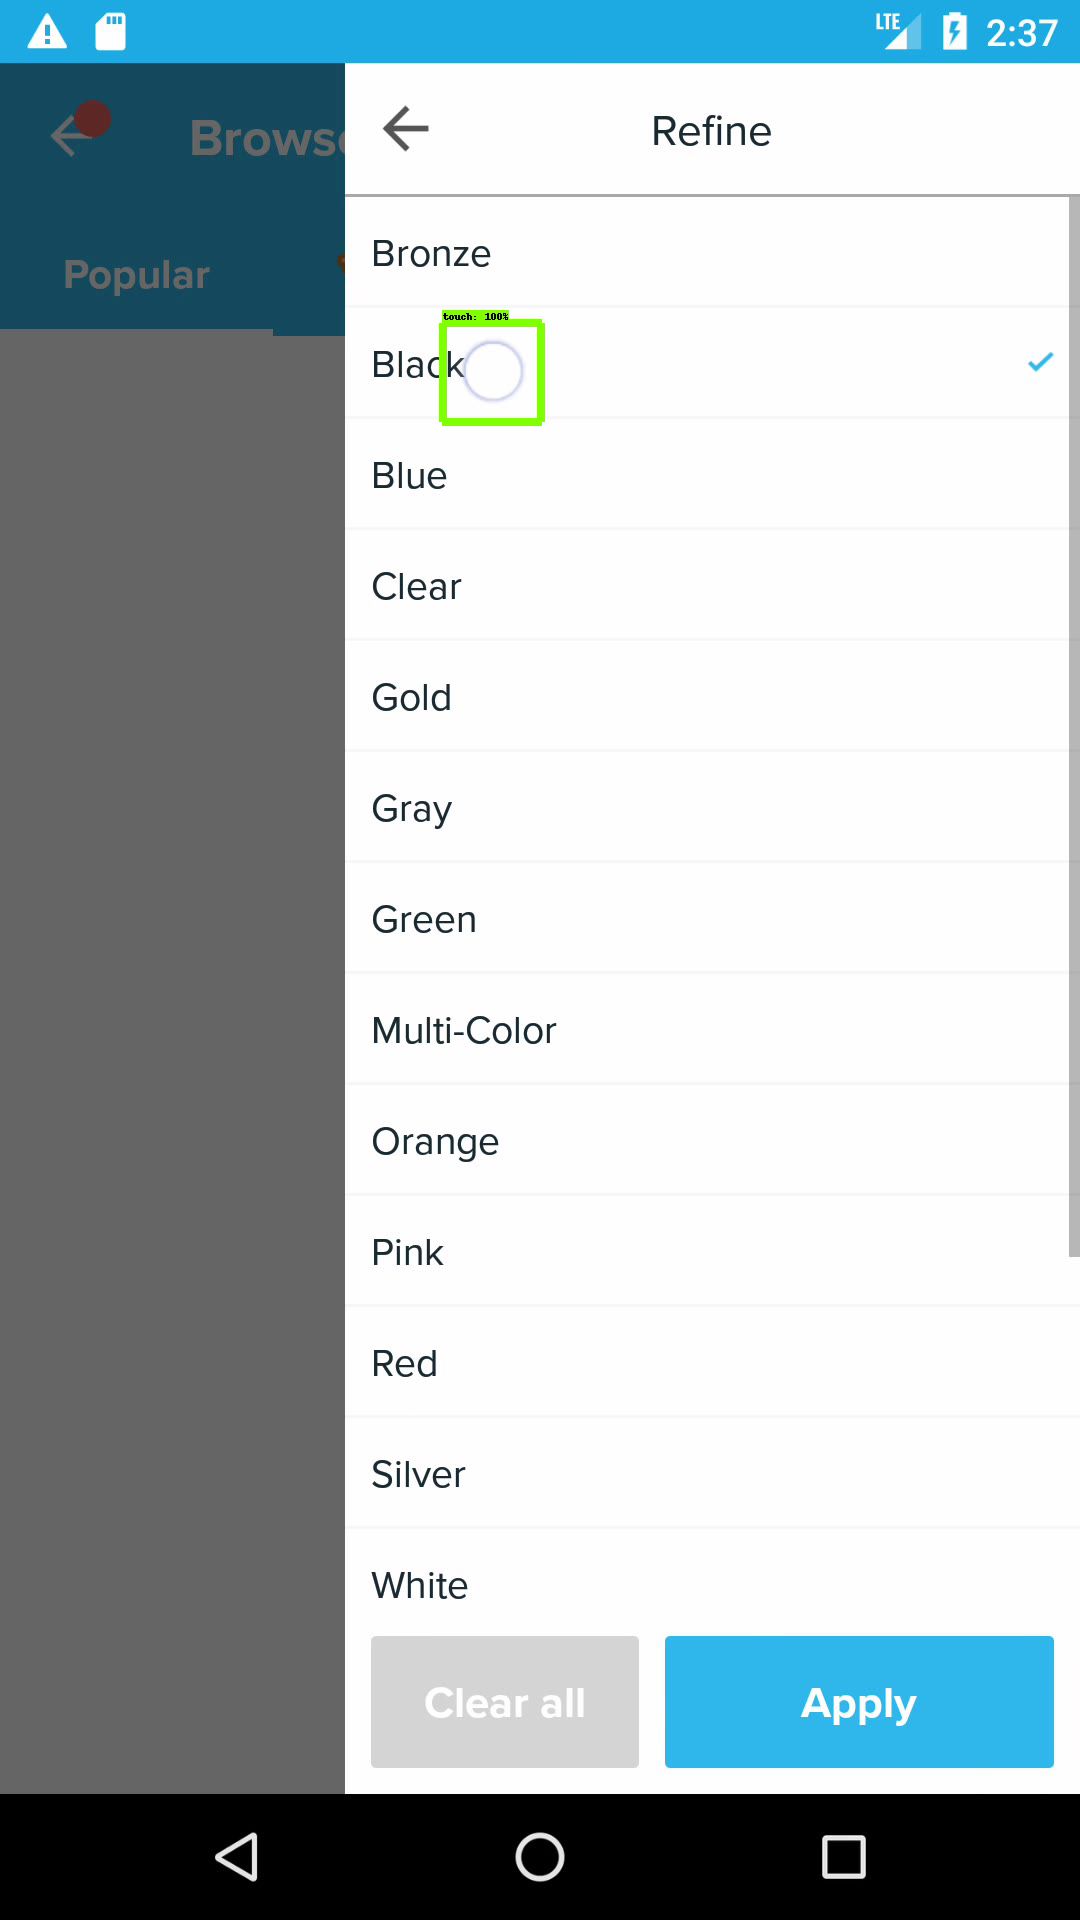 LTE 2:37
Browse
Refine
Popular
Bronze
touch: 100%
Black
Blue
Clear
Gold
Gray
Green
Multi-Color
Orange
Pink
Red
Silver
White
Clear all
Apply